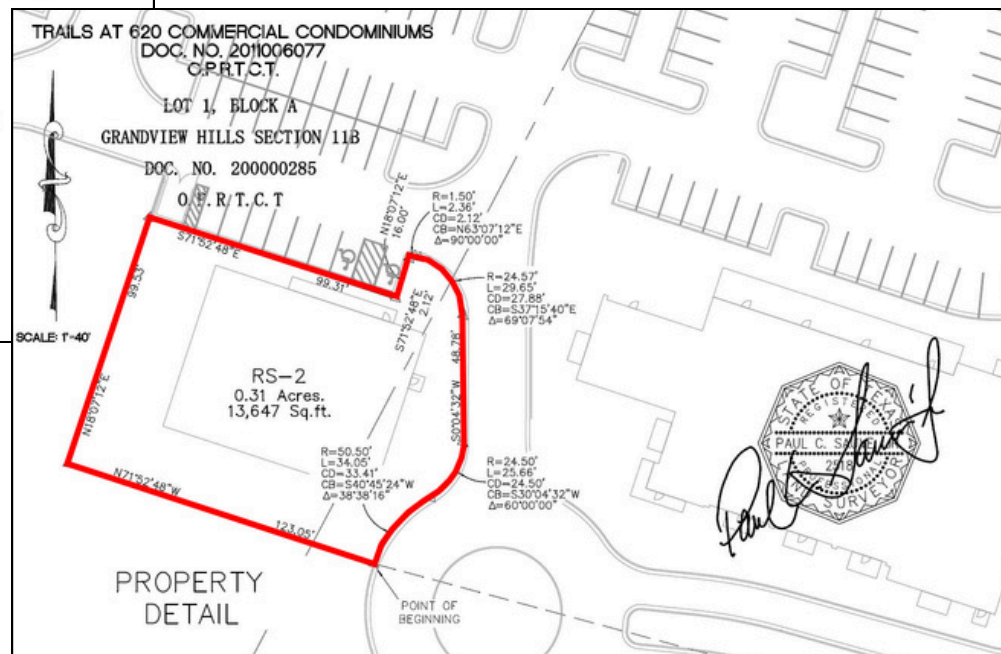 TRAILS AT 620 COMMERCIAL CONDOMINIUMS
DOC. NO. 2011006077
O.P.R.T.C.T.
LOT 1, BLOCK A
GRANDVIEW HILLS SECTION 11B
DOC. NO. 200000285
O.P.R.T.C.T
SCALE: 1"=40'
S71°52'48"E
99.31'
N18°07'12"E
16.00'
R=1.50'
L=2.36'
CD=2.12'
CB=N63°07'12"E
Δ=90°00'00"
S71°52'48"E
2.12'
R=24.57'
L=29.65'
CD=27.88'
CB=S37°15'40"E
Δ=69°07'54"
S0°04'32"W 48.78'
99.53'
N18°07'12"E
RS-2
0.31 Acres.
13,647 Sq.ft.
R=50.50'
L=34.05'
CD=33.41'
CB=S40°45'24"W
Δ=38°38'16"
R=24.50'
L=25.66'
CD=24.50'
CB=S30°04'32"W
Δ=60°00'00"
N71°52'48"W
123.05'
PROPERTY
DETAIL
POINT OF
BEGINNING
STATE OF TEXAS
REGISTERED
PAUL C.
2518
PROFESSIONAL
SURVEYOR